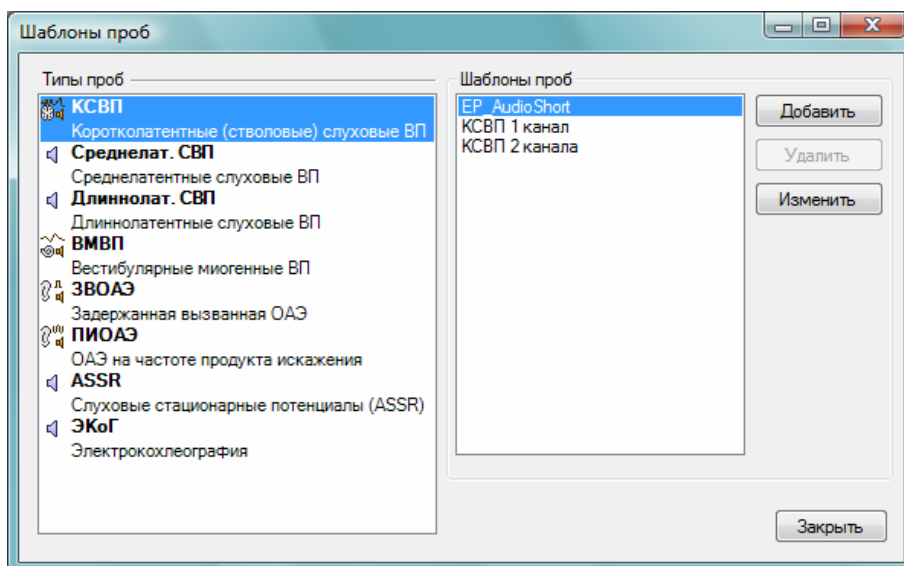 Шаблоны проб
Типы проб
КСВП
Коротколатентные (стволовые) слуховые ВП
Среднелат. СВП
Среднелатентные слуховые ВП
Длиннолат. СВП
Длиннолатентные слуховые ВП
ВМВП
Вестибулярные миогенные ВП
ЗВОАЭ
Задержанная вызванная ОАЭ
ПИОАЭ
ОАЭ на частоте продукта искажения
ASSR
Слуховые стационарные потенциалы (ASSR)
ЭКоГ
Электрокохлеография
Шаблоны проб
EP_AudioShort
КСВП 1 канал
КСВП 2 канала
Добавить
Удалить
Изменить
Закрыть